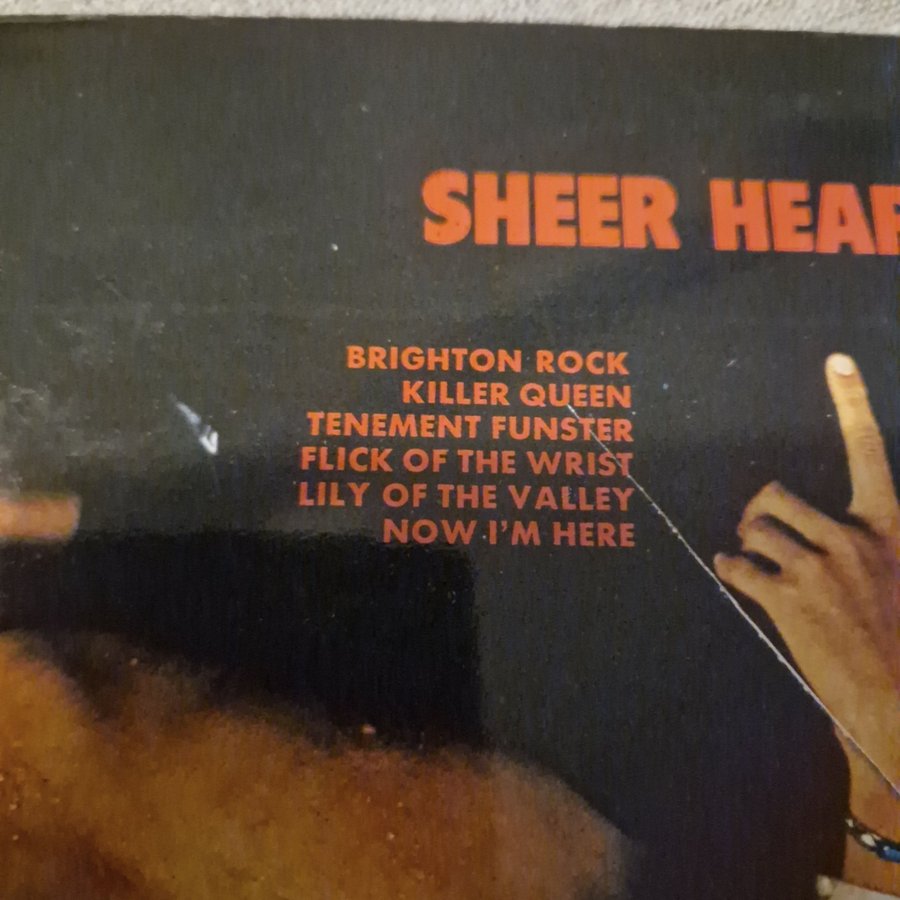 SHEER HEAR
BRIGHTON ROCK
KILLER QUEEN
TENEMENT FUNSTER
FLICK OF THE WRIST
LILY OF THE VALLEY
NOW I'M HERE